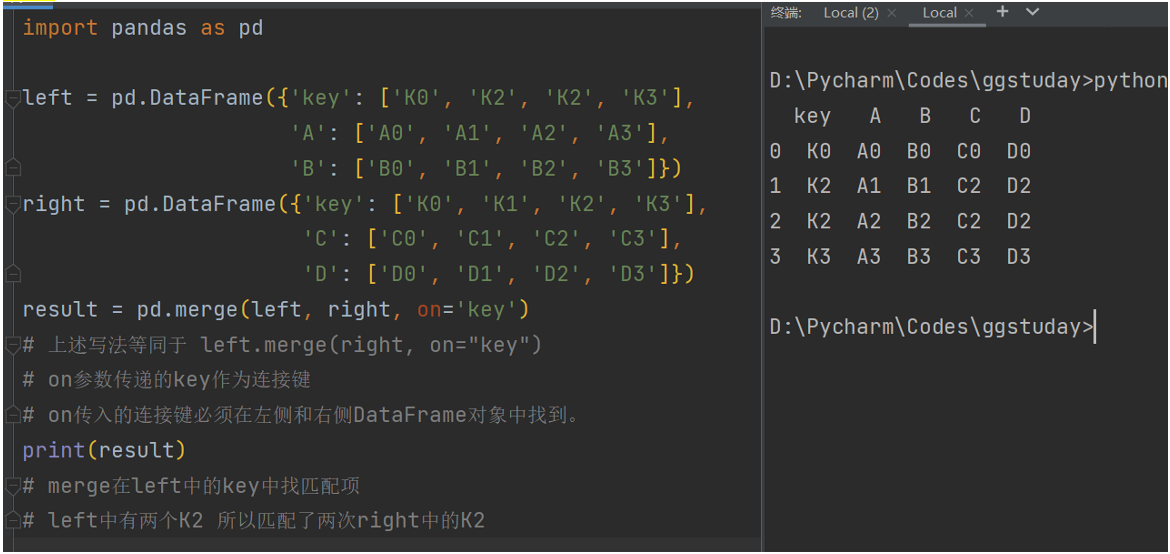 import pandas as pd
left = pd.DataFrame({'key': ['K0', 'K2', 'K2', 'K3'],
'A': ['A0', 'A1', 'A2', 'A3'],
'B': ['B0', 'B1', 'B2', 'B3']})
right = pd.DataFrame({'key': ['K0', 'K1', 'K2', 'K3'],
'C': ['C0', 'C1', 'C2', 'C3'],
'D': ['D0', 'D1', 'D2', 'D3']})
result = pd.merge(left, right, on='key')
# 上述写法等同于 left.merge(right, on="key")
# on参数传递的key作为连接键
# on传入的连接键必须在左侧和右侧DataFrame对象中找到。
print(result)
# merge在left中的key中找匹配项
# left中有两个K2 所以匹配了两次right中的K2
终端: Local (2) × Local × +
D:\Pycharm\Codes\ggstuday>python
key A B C D
0 K0 A0 B0 C0 D0
1 K2 A1 B1 C2 D2
2 K2 A2 B2 C2 D2
3 K3 A3 B3 C3 D3
D:\Pycharm\Codes\ggstuday>